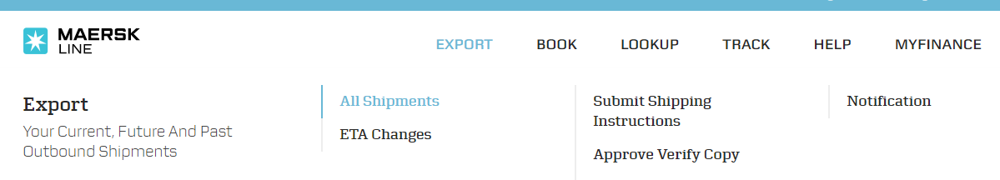 MAERSK
LINE
EXPORT
BOOK
LOOKUP
TRACK
HELP
MYFINANCE
Export
Your Current, Future And Past
Outbound Shipments
All Shipments
ETA Changes
Submit Shipping
Instructions
Approve Verify Copy
Notification